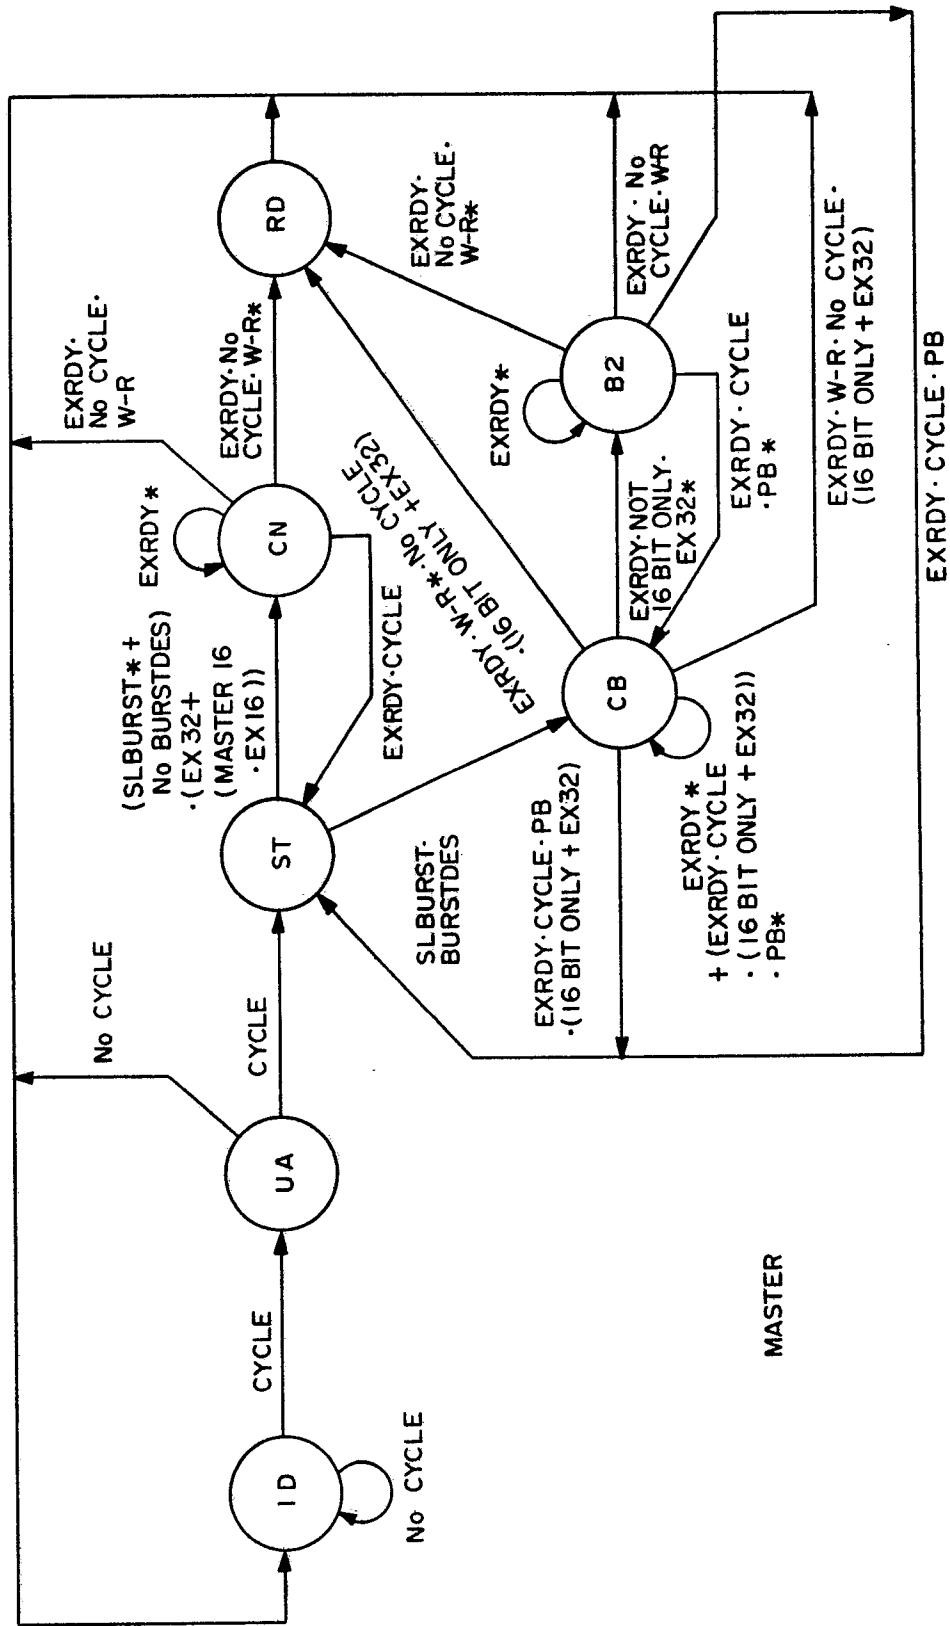 ID
No CYCLE
CYCLE
UA
No CYCLE
CYCLE
ST
(SLBURST* +
No BURSTDES)
·(EX32+
(MASTER 16
·EX16))
EXRDY*
CN
EXRDY·
No CYCLE·
W-R
EXRDY·No
CYCLE·W-R*
RD
EXRDY·CYCLE
SLBURST·
BURSTDES
EXRDY·W-R*·No CYCLE
·(16 BIT ONLY + EX32)
EXRDY·
No CYCLE·
W-R*
EXRDY·CYCLE·PB
·(16 BIT ONLY + EX32)
CB
EXRDY*
+ (EXRDY·CYCLE
· (16 BIT ONLY + EX32))
· PB*
EXRDY·NOT
16 BIT ONLY·
EX 32*
EXRDY*
B2
EXRDY · No
CYCLE·WR
EXRDY · CYCLE
·PB*
EXRDY·W-R·No CYCLE·
(16 BIT ONLY + EX32)
EXRDY·CYCLE·PB
MASTER